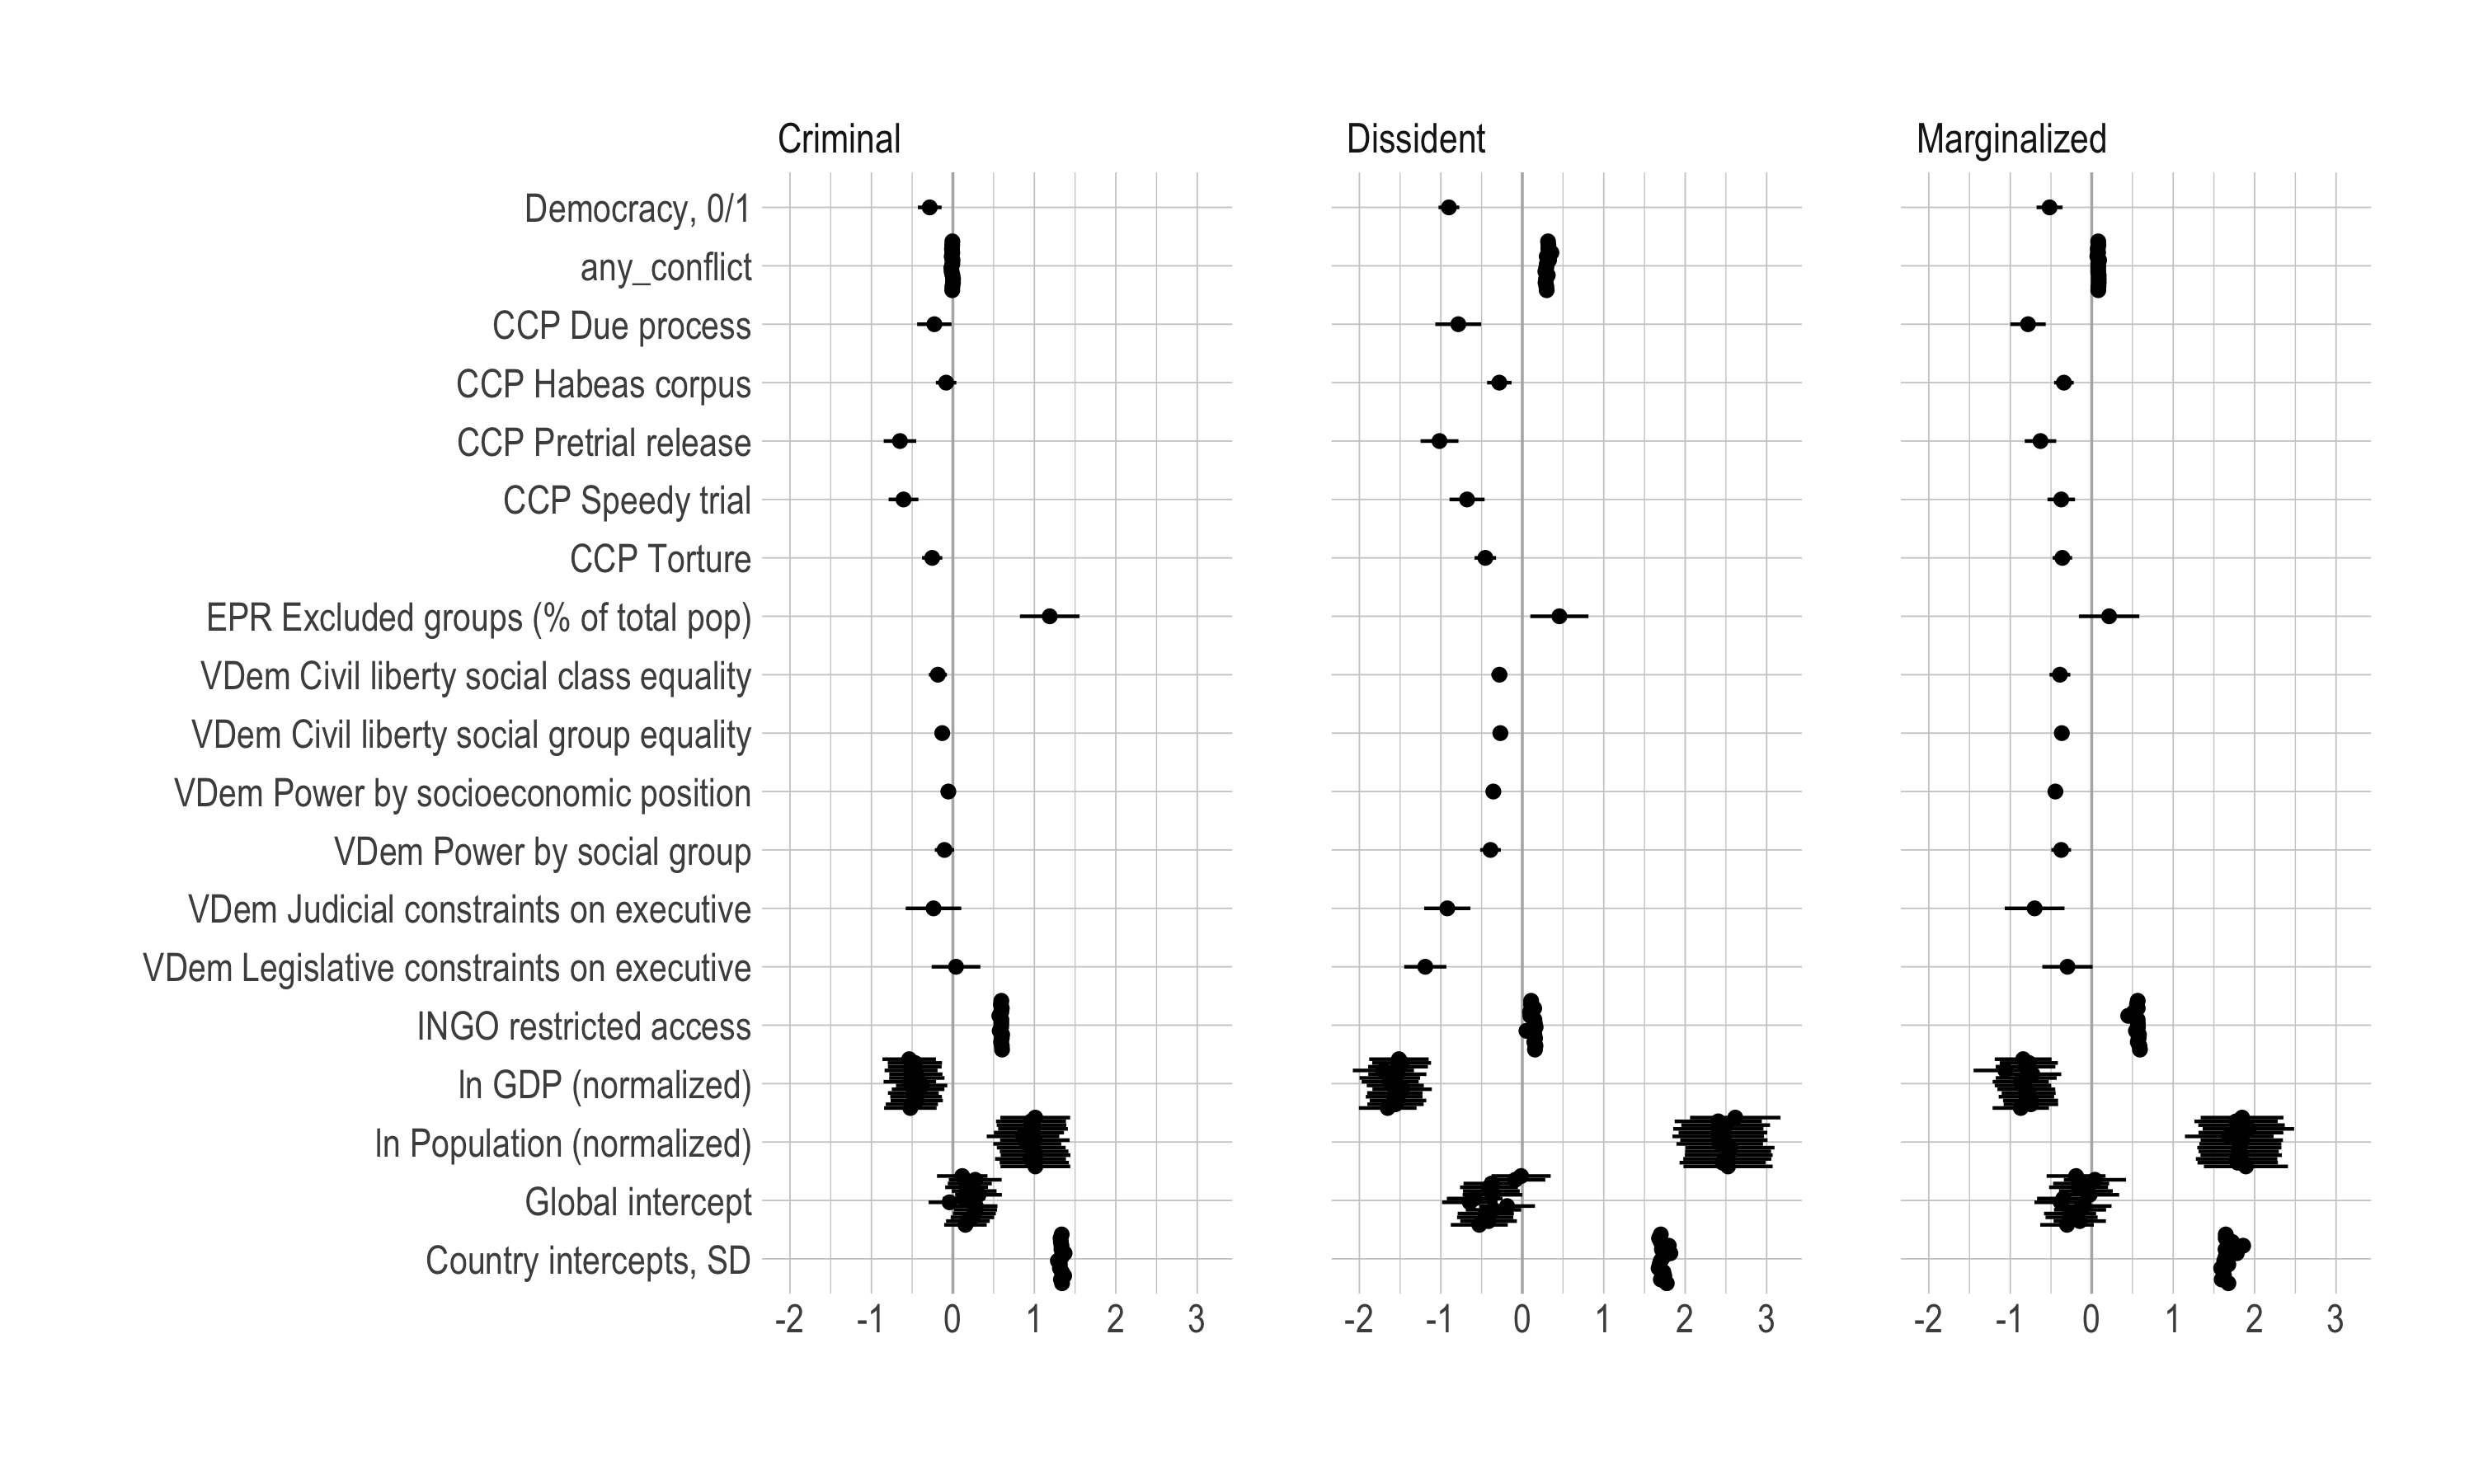 Criminal Dissident Marginalized
Democracy, 0/1
any_conflict
CCP Due process
CCP Habeas corpus
CCP Pretrial release
CCP Speedy trial
CCP Torture
EPR Excluded groups (% of total pop)
VDem Civil liberty social class equality
VDem Civil liberty social group equality
VDem Power by socioeconomic position
VDem Power by social group
VDem Judicial constraints on executive
VDem Legislative constraints on executive
INGO restricted access
ln GDP (normalized)
ln Population (normalized)
Global intercept
Country intercepts, SD
-2 -1 0 1 2 3 -2 -1 0 1 2 3 -2 -1 0 1 2 3